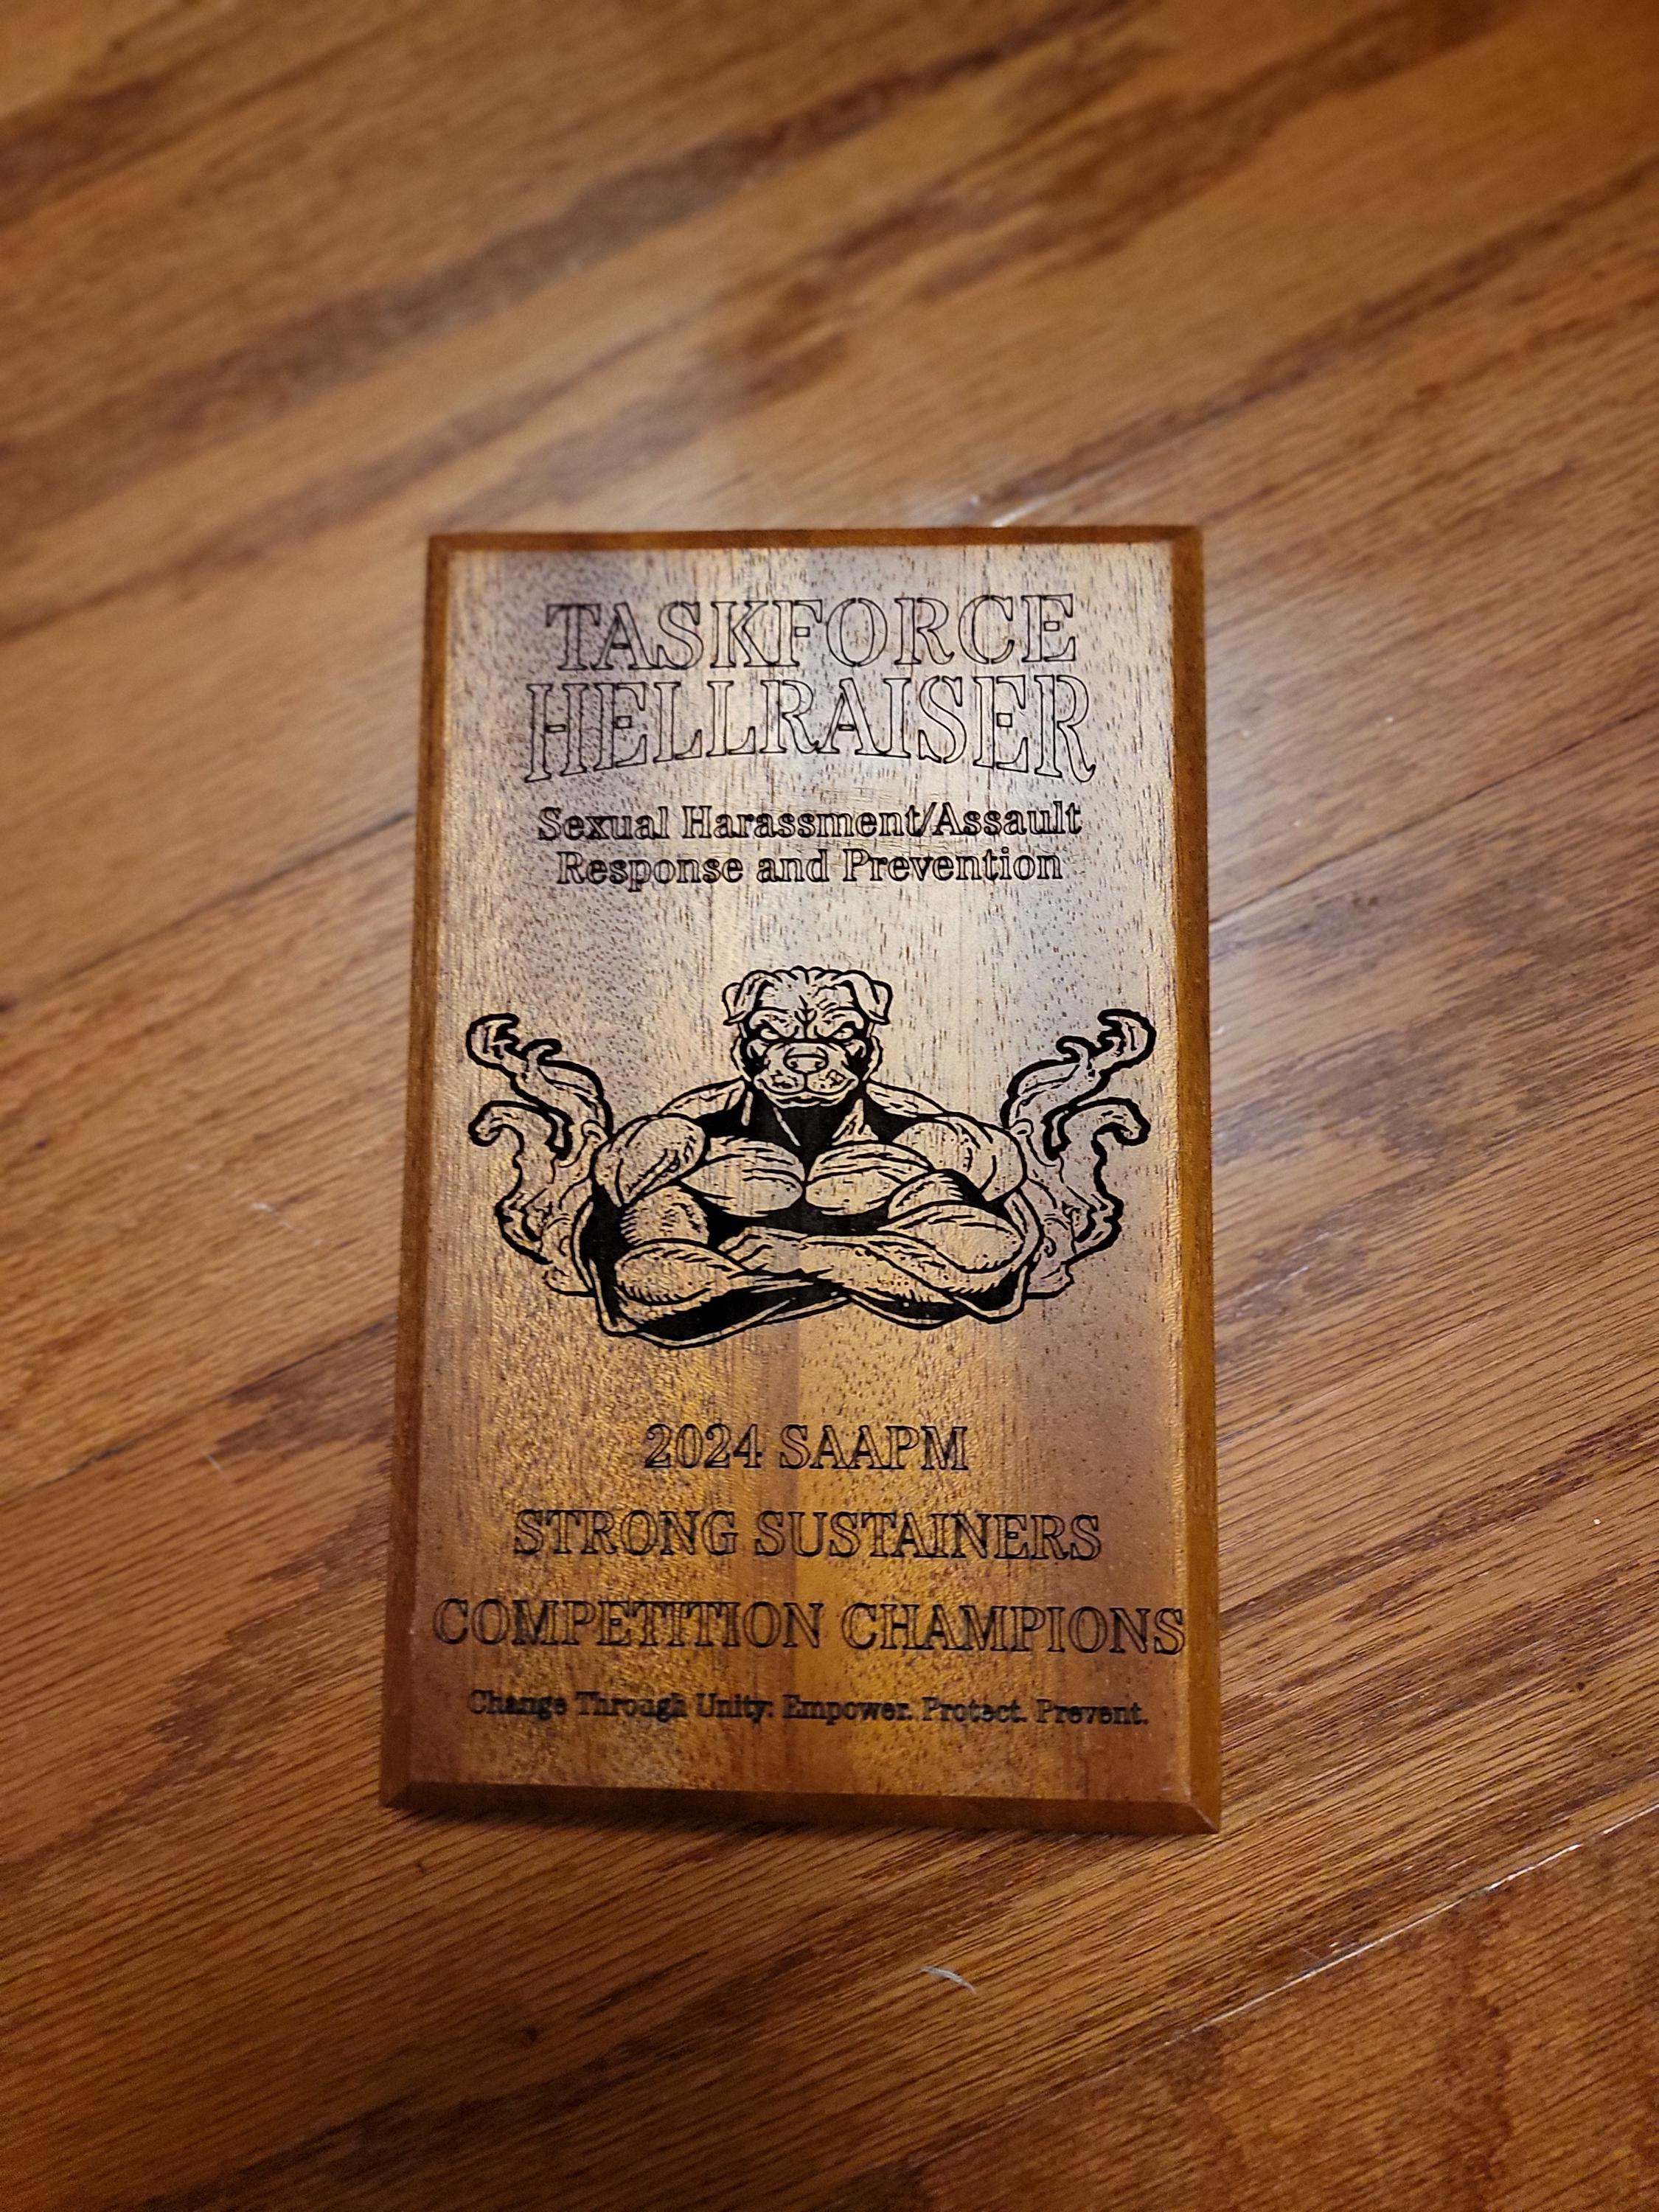 TASKFORCE
HELLRAISER
Sexual Harassment/Assault
Response and Prevention
2024 SAAPM
STRONG SUSTAINERS
COMPETITION CHAMPIONS
Change Through Unity: Empower. Protect. Prevent.